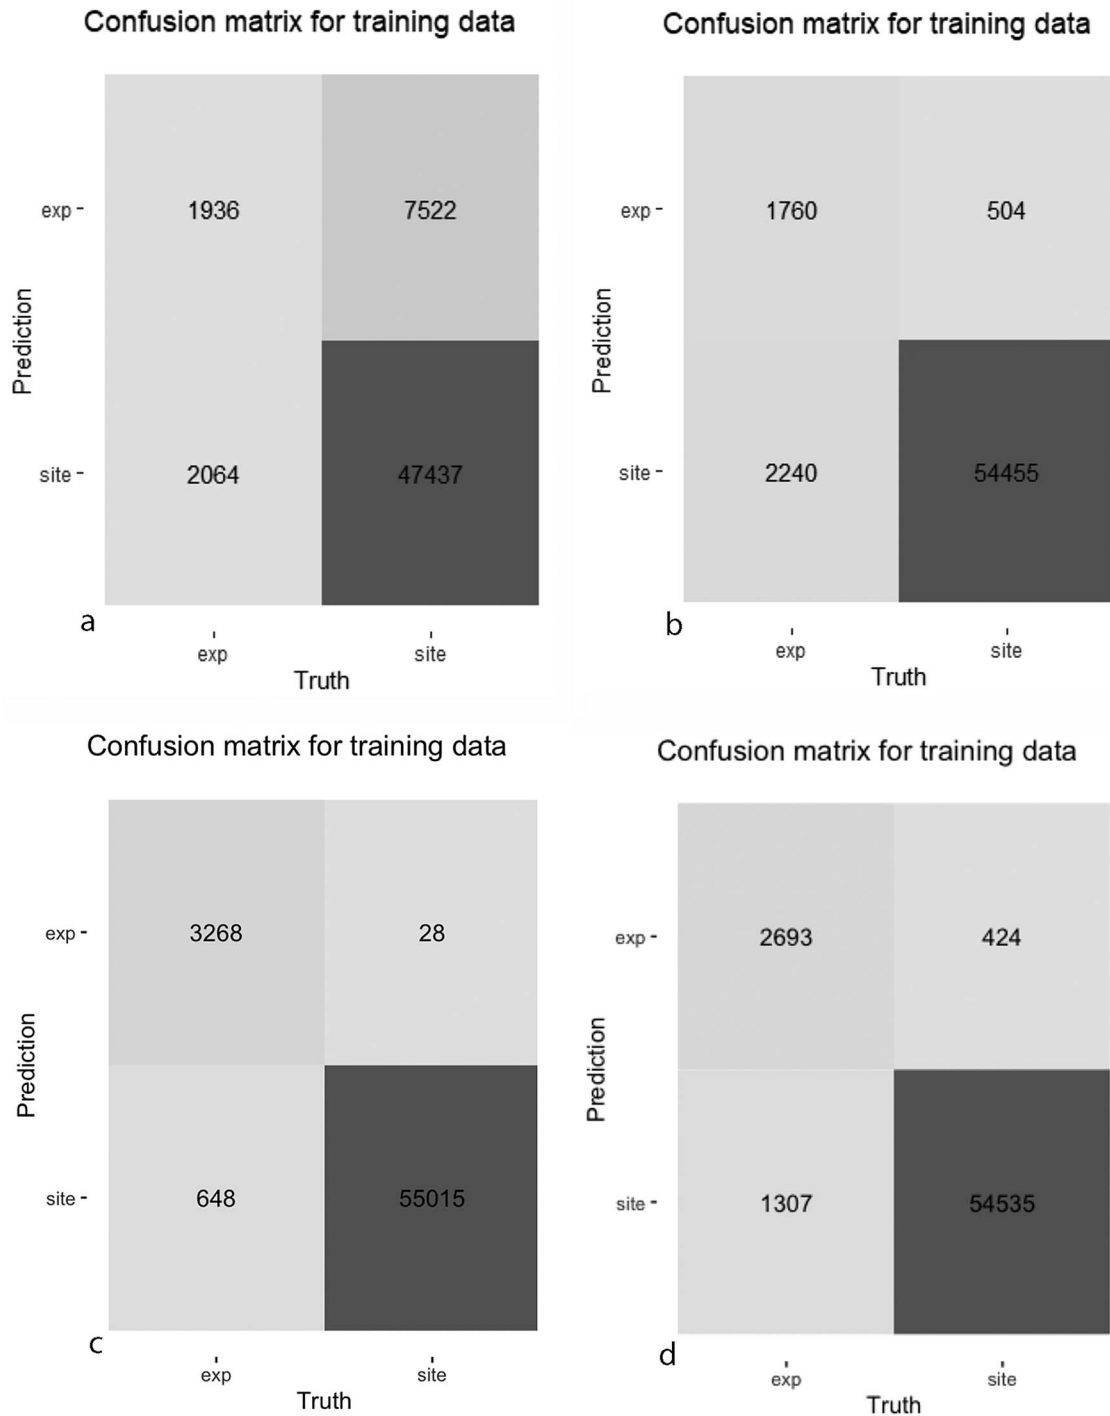 Confusion matrix for training data
exp
1936
7522
Prediction
site
2064
47437
a
exp
site
Truth
Confusion matrix for training data
exp
1760
504
Prediction
site
2240
54455
b
exp
site
Truth
Confusion matrix for training data
exp
3268
28
Prediction
site
648
55015
c
exp
site
Truth
Confusion matrix for training data
exp
2693
424
Prediction
site
1307
54535
d
exp
site
Truth